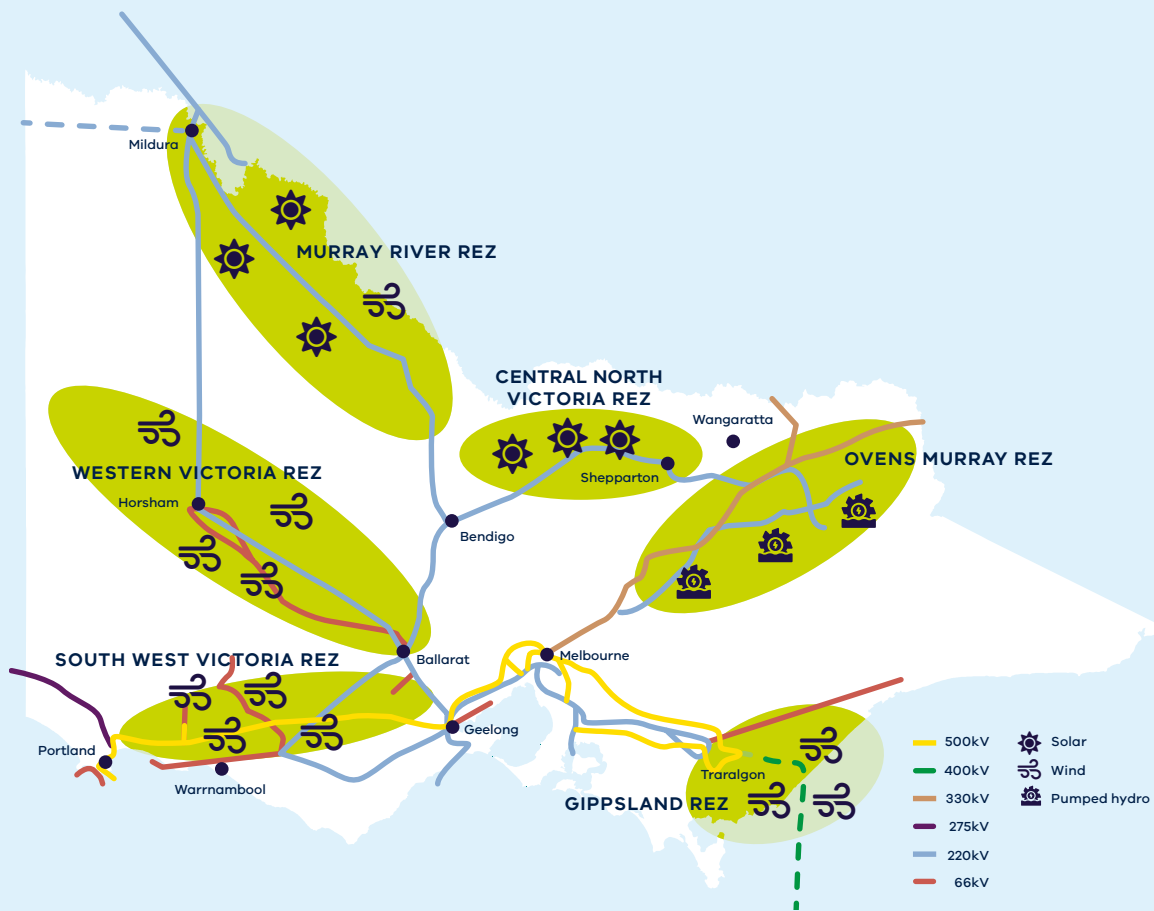 Mildura
MURRAY RIVER REZ
CENTRAL NORTH
VICTORIA REZ
Wangaratta
OVENS MURRAY REZ
WESTERN VICTORIA REZ
Shepparton
Horsham
Bendigo
SOUTH WEST VICTORIA REZ
Ballarat
Melbourne
Geelong
Portland
Warrnambool
Traralgon
GIPPSLAND REZ
500kV
400kV
330kV
275kV
220kV
66kV
Solar
Wind
Pumped hydro